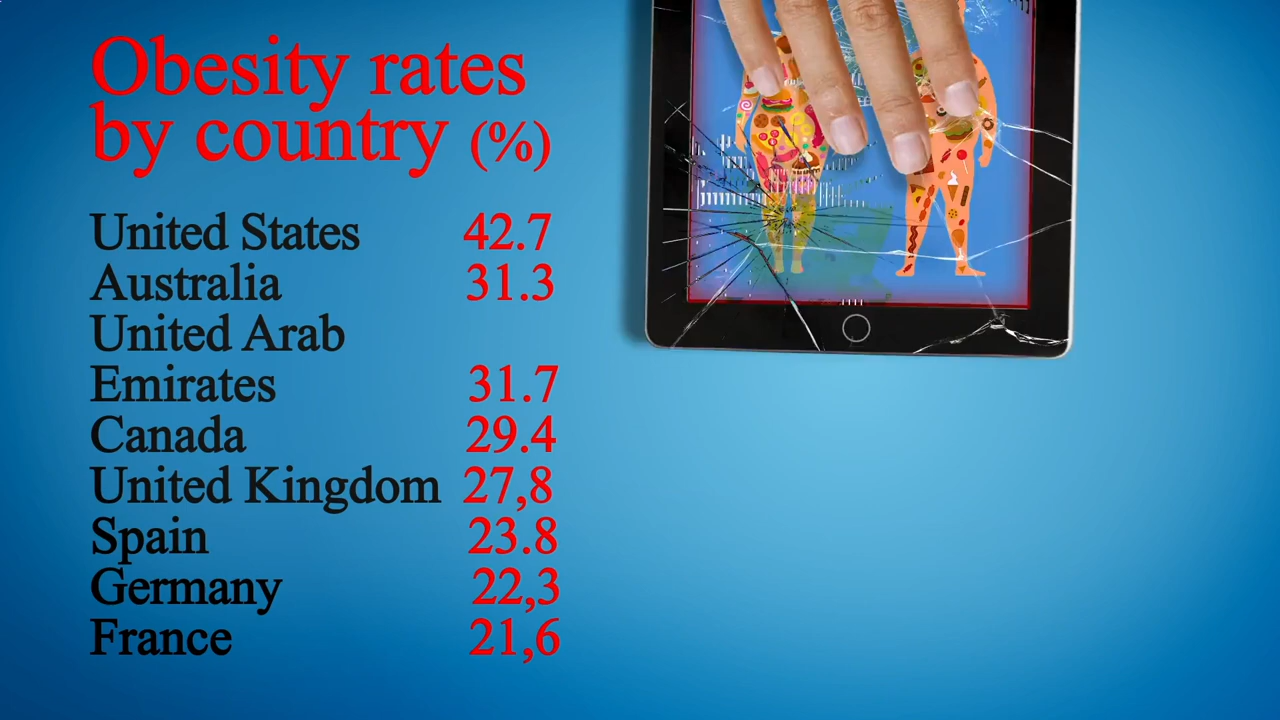 Obesity rates
by country (%)
United States 42.7
Australia 31.3
United Arab
Emirates 31.7
Canada 29.4
United Kingdom 27,8
Spain 23.8
Germany 22,3
France 21,6